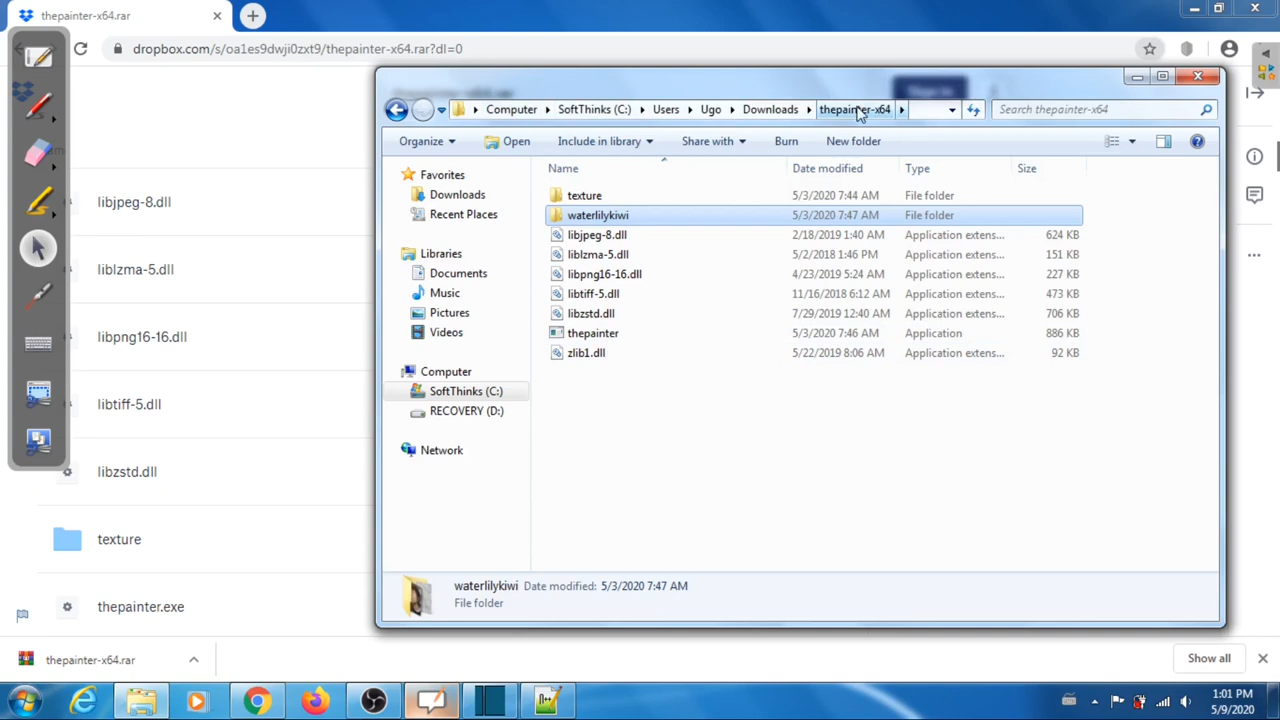 thepainter-x64.rar
dropbox.com/s/oa1es9dwji0zxt9/thepainter-x64.rar?dl=0
Computer SoftThinks (C:) Users Ugo Downloads thepainter-x64
Search thepainter-x64
Organize Open Include in library Share with Burn New folder
Favorites
Downloads
Recent Places
Libraries
Documents
Music
Pictures
Videos
Computer
SoftThinks (C:)
RECOVERY (D:)
Network
Name Date modified Type Size
texture 5/3/2020 7:44 AM File folder
waterlilykiwi 5/3/2020 7:47 AM File folder
libjpeg-8.dll 2/18/2019 1:40 AM Application extens... 624 KB
liblzma-5.dll 5/2/2018 1:46 PM Application extens... 151 KB
libpng16-16.dll 4/23/2019 5:24 AM Application extens... 227 KB
libtiff-5.dll 11/16/2018 6:12 AM Application extens... 473 KB
libzstd.dll 7/29/2019 12:40 AM Application extens... 706 KB
thepainter 5/3/2020 7:46 AM Application 886 KB
zlib1.dll 5/22/2019 8:06 AM Application extens... 92 KB
waterlilykiwi Date modified: 5/3/2020 7:47 AM
File folder
libjpeg-8.dll
liblzma-5.dll
libpng16-16.dll
libtiff-5.dll
libzstd.dll
texture
thepainter.exe
thepainter-x64.rar
Show all
1:01 PM
5/9/2020